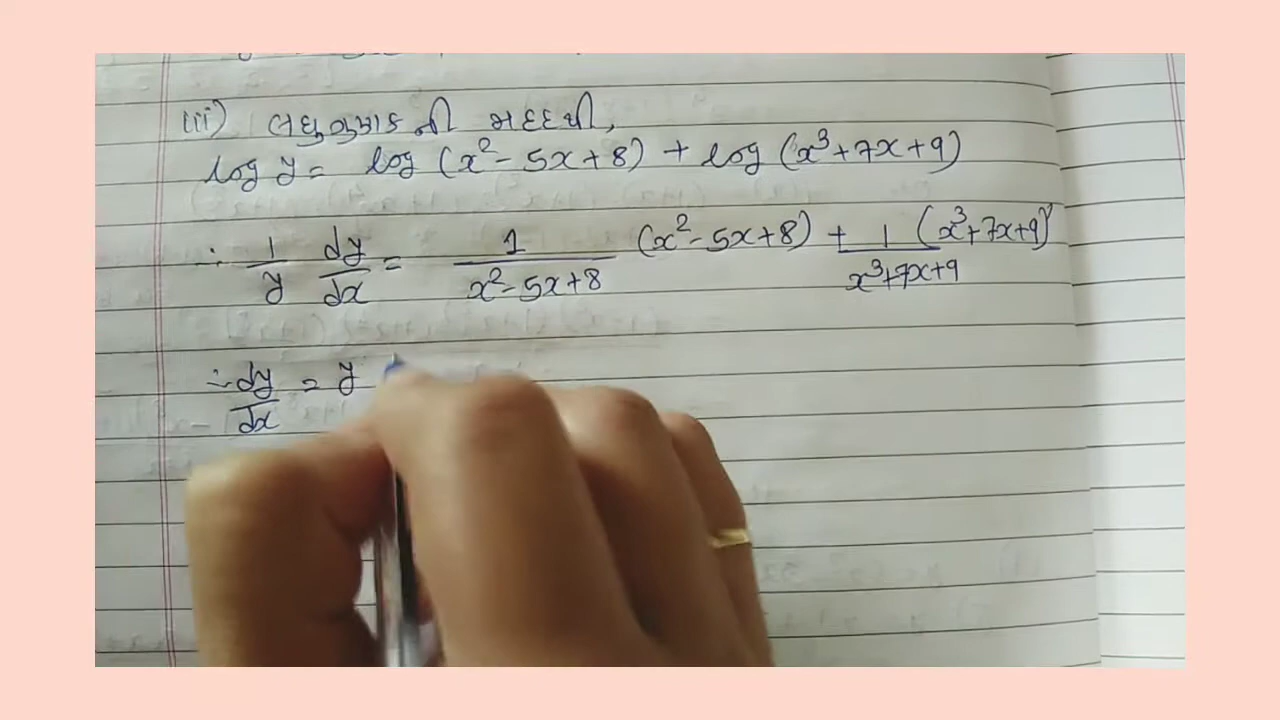 (iii) લઘુગુણક ની મદદથી,
log y = log (x² - 5x + 8) + log (x³ + 7x + 9)
∴ 1/y dy/dx = 1/(x² - 5x + 8) (x² - 5x + 8) + 1/(x³ + 7x + 9) (x³ + 7x + 9)'
∴ dy/dx = y